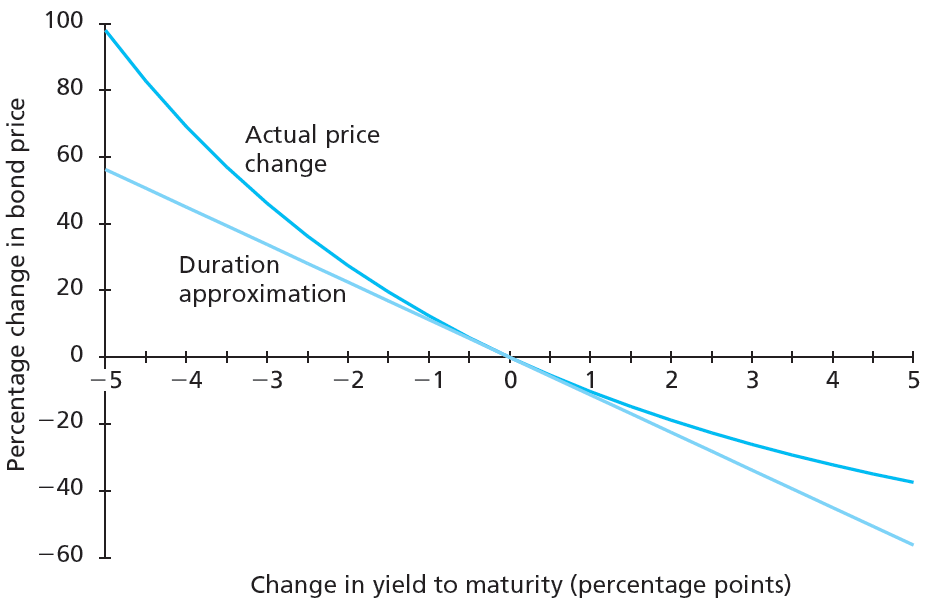 Percentage change in bond price
100
80
60
40
20
0
−20
−40
−60
Actual price
change
Duration
approximation
−5 −4 −3 −2 −1 0 1 2 3 4 5
Change in yield to maturity (percentage points)